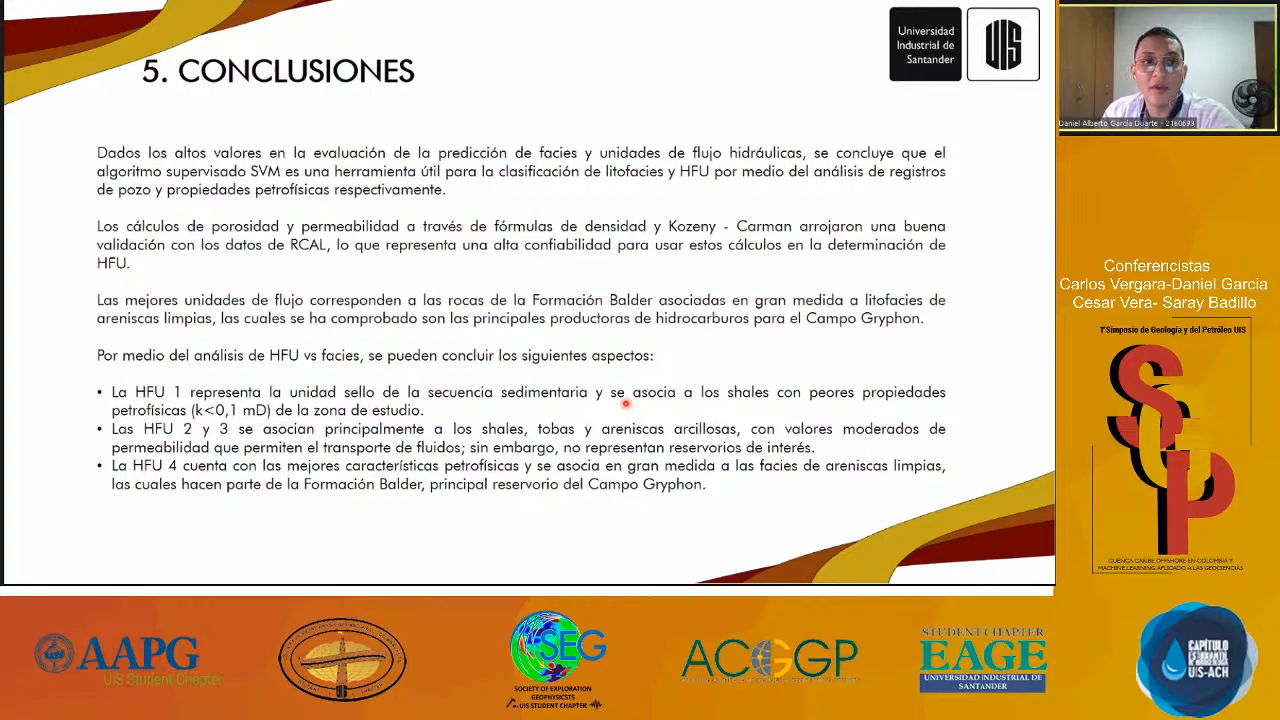 Universidad
Industrial de
Santander
UIS
5. CONCLUSIONES
Dados los altos valores en la evaluación de la predicción de facies y unidades de flujo hidráulicas, se concluye que el
algoritmo supervisado SVM es una herramienta útil para la clasificación de litofacies y HFU por medio del análisis de registros
de pozo y propiedades petrofísicas respectivamente.
Los cálculos de porosidad y permeabilidad a través de fórmulas de densidad y Kozeny - Carman arrojaron una buena
validación con los datos de RCAL, lo que representa una alta confiabilidad para usar estos cálculos en la determinación de
HFU.
Las mejores unidades de flujo corresponden a las rocas de la Formación Balder asociadas en gran medida a litofacies de
areniscas limpias, las cuales se ha comprobado son las principales productoras de hidrocarburos para el Campo Gryphon.
Por medio del análisis de HFU vs facies, se pueden concluir los siguientes aspectos:
• La HFU 1 representa la unidad sello de la secuencia sedimentaria y se asocia a los shales con peores propiedades
petrofísicas (k<0,1 mD) de la zona de estudio.
• Las HFU 2 y 3 se asocian principalmente a los shales, tobas y areniscas arcillosas, con valores moderados de
permeabilidad que permiten el transporte de fluidos; sin embargo, no representan reservorios de interés.
• La HFU 4 cuenta con las mejores características petrofísicas y se asocia en gran medida a las facies de areniscas limpias,
las cuales hacen parte de la Formación Balder, principal reservorio del Campo Gryphon.
Daniel Alberto Garcia Duarte - 2160693
Conferencistas
Carlos Vergara-Daniel Garcia
Cesar Vera- Saray Badillo
1°Simposio de Geología y del Petróleo UIS
SGP
CUENCA CARIBE OFFSHORE EN COLOMBIA Y
MACHINE LEARNING APLICADO A LAS GEOCIENCIAS
AAPG
UIS Student Chapter
UIS
SEG
SOCIETY OF EXPLORATION
GEOPHYSICISTS
UIS STUDENT CHAPTER
ACGGP
STUDENT CHAPTER
EAGE
UNIVERSIDAD INDUSTRIAL DE
SANTANDER
CAPÍTULO
ESTUDIANTIL
DE HIDROGEOLOGÍA
UIS-ACH